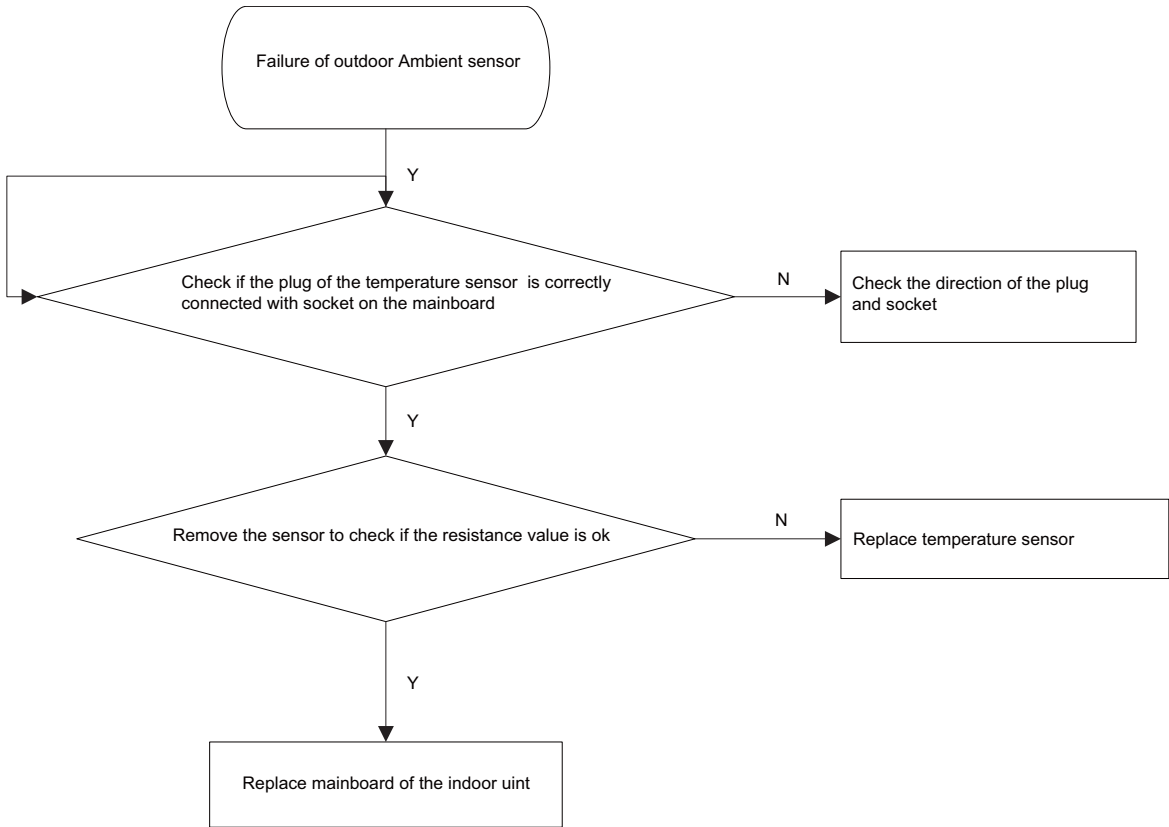 Failure of outdoor Ambient sensor
Y
Check if the plug of the temperature sensor is correctly
connected with socket on the mainboard
N
Check the direction of the plug
and socket
Y
Remove the sensor to check if the resistance value is ok
N
Replace temperature sensor
Y
Replace mainboard of the indoor uint